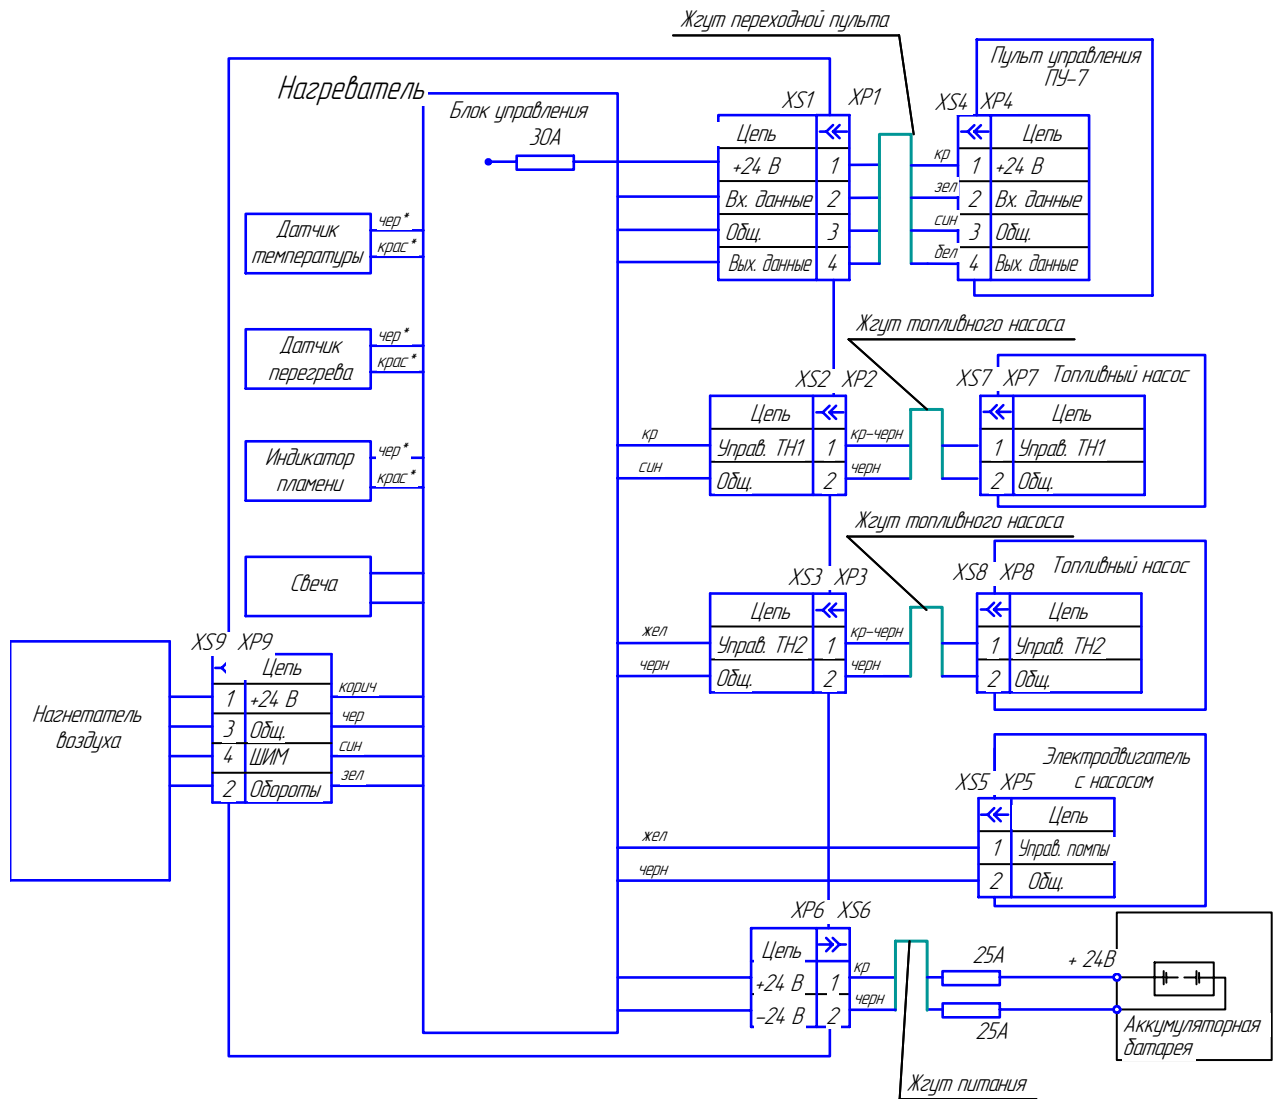 Жгут переходной пульта
Пульт управления
ПУ-7
Нагреватель
Блок управления
30А
XS1 XP1
XS4 XP4
Цепь
+24 В 1
Вх. данные 2
Общ. 3
Вых. данные 4
кр
зел
син
бел
Цепь
1 +24 В
2 Вх. данные
3 Общ.
4 Вых. данные
Датчик
температуры
чер*
крас*
Датчик
перегрева
чер*
крас*
Индикатор
пламени
чер*
крас*
Свеча
Жгут топливного насоса
XS2 XP2
XS7 XP7
Топливный насос
Цепь
Управ. ТН1 1
Общ. 2
кр
син
кр-черн
черн
Цепь
1 Управ. ТН1
2 Общ.
Жгут топливного насоса
XS3 XP3
XS8 XP8
Топливный насос
Цепь
Управ. ТН2 1
Общ. 2
жел
черн
кр-черн
черн
Цепь
1 Управ. ТН2
2 Общ.
Нагнетатель
воздуха
XS9 XP9
Цепь
1 +24 В
3 Общ.
4 ШИМ
2 Обороты
корич
чер
син
зел
Электродвигатель
с насосом
XS5 XP5
Цепь
1 Управ. помпы
2 Общ.
жел
черн
XP6 XS6
Цепь
+24 В 1
-24 В 2
кр
черн
25А
25А
+ 24В
Аккумуляторная
батарея
Жгут питания